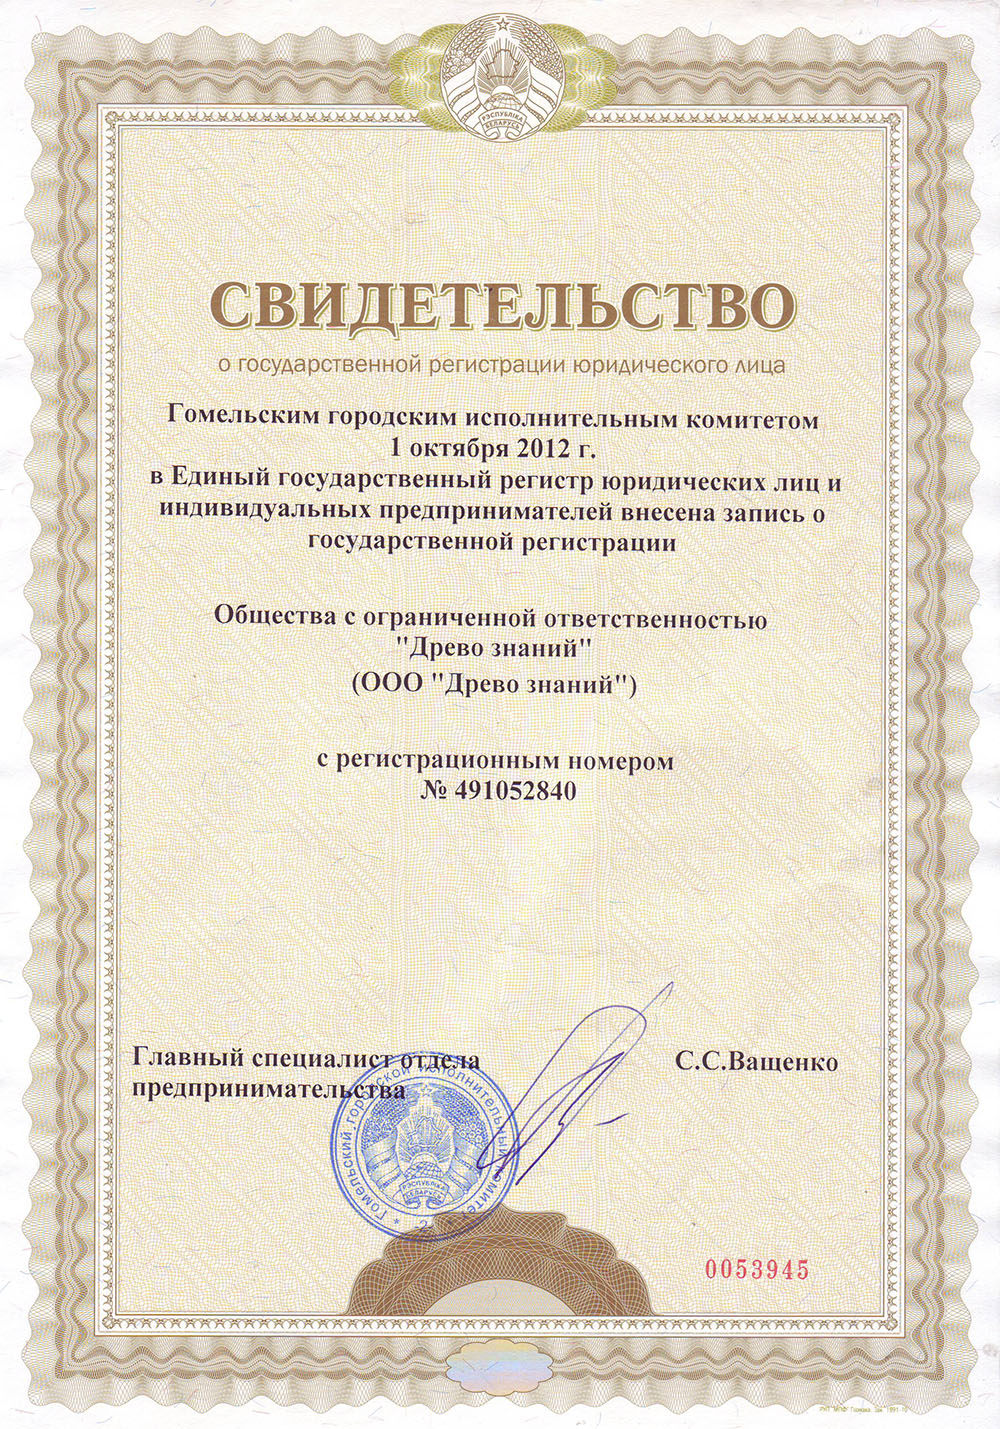 РЭСПУБЛІКА
БЕЛАРУСЬ
СВИДЕТЕЛЬСТВО
о государственной регистрации юридического лица
Гомельским городским исполнительным комитетом
1 октября 2012 г.
в Единый государственный регистр юридических лиц и
индивидуальных предпринимателей внесена запись о
государственной регистрации
Общества с ограниченной ответственностью
"Древо знаний"
(ООО "Древо знаний")
с регистрационным номером
№ 491052840
Главный специалист отдела
предпринимательства
С.С.Ващенко
Гомельский городской исполнительный комитет
РЭСПУБЛІКА
БЕЛАРУСЬ
0053945